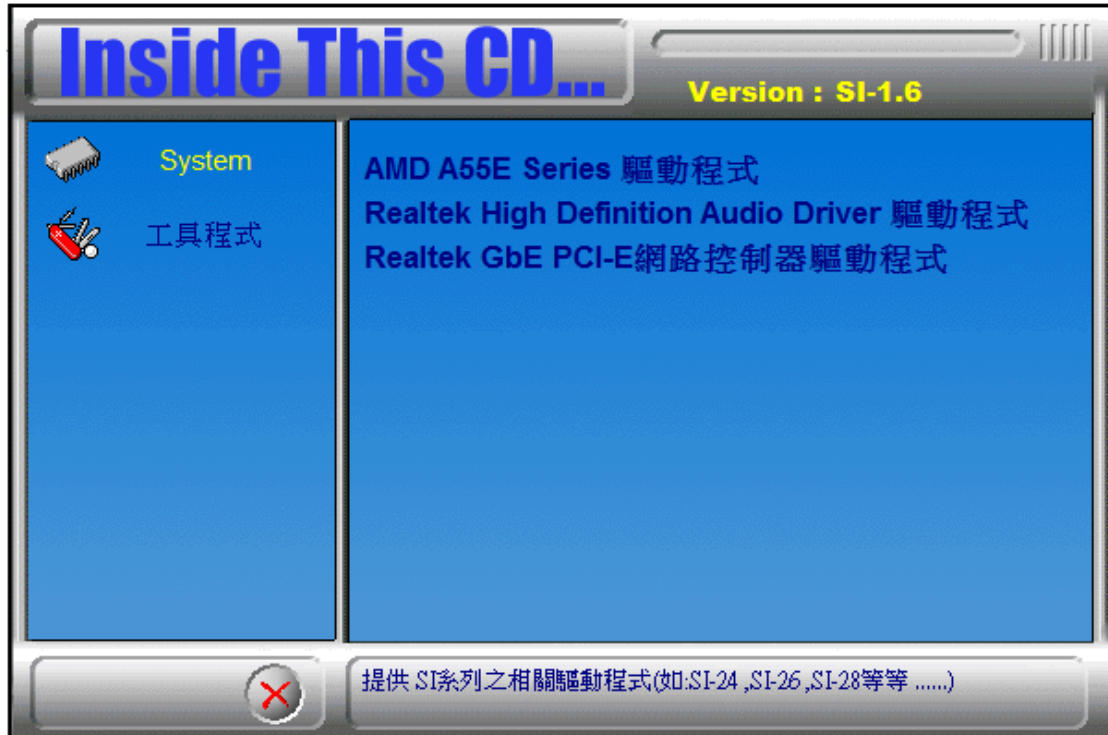 Inside This CD...
Version : SI-1.6
System
工具程式
AMD A55E Series 驅動程式
Realtek High Definition Audio Driver 驅動程式
Realtek GbE PCI-E網路控制器驅動程式
提供 SI系列之相關驅動程式(如:SI-24 ,SI-26 ,SI-28等等 ......)